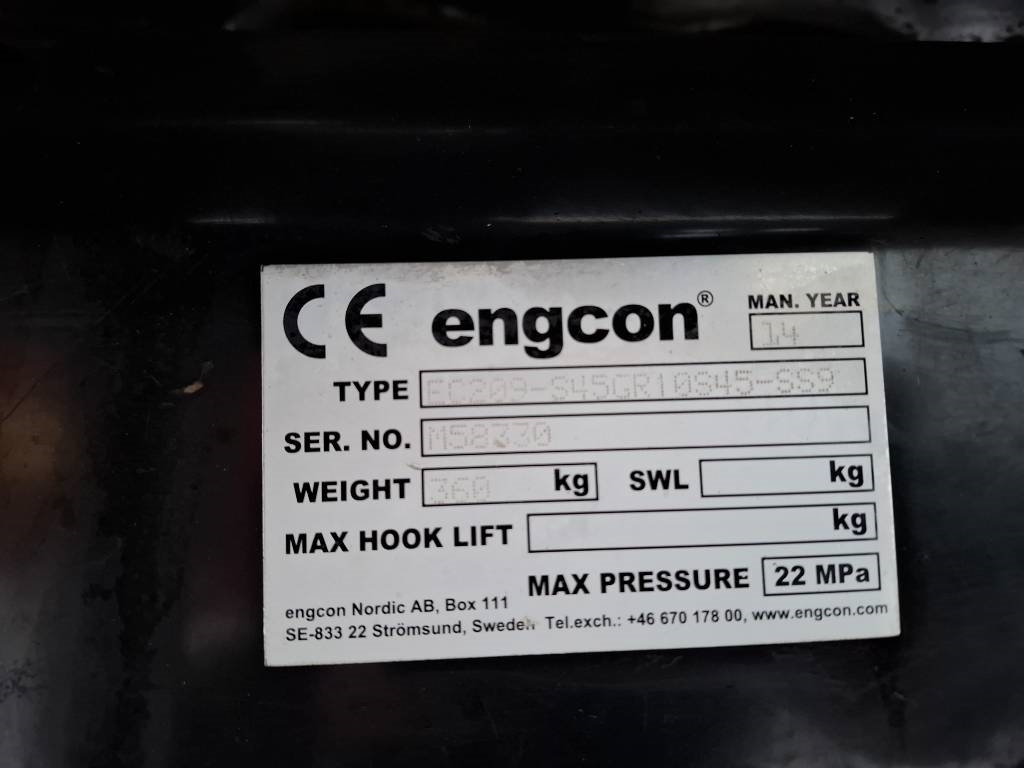 CE engcon® MAN. YEAR
14
TYPE EC209-S45GR10S45-SS9
SER. NO. M58330
WEIGHT 360 kg SWL kg
MAX HOOK LIFT kg
MAX PRESSURE 22 MPa
engcon Nordic AB, Box 111
SE-833 22 Strömsund, Sweden Tel.exch.: +46 670 178 00, www.engcon.com